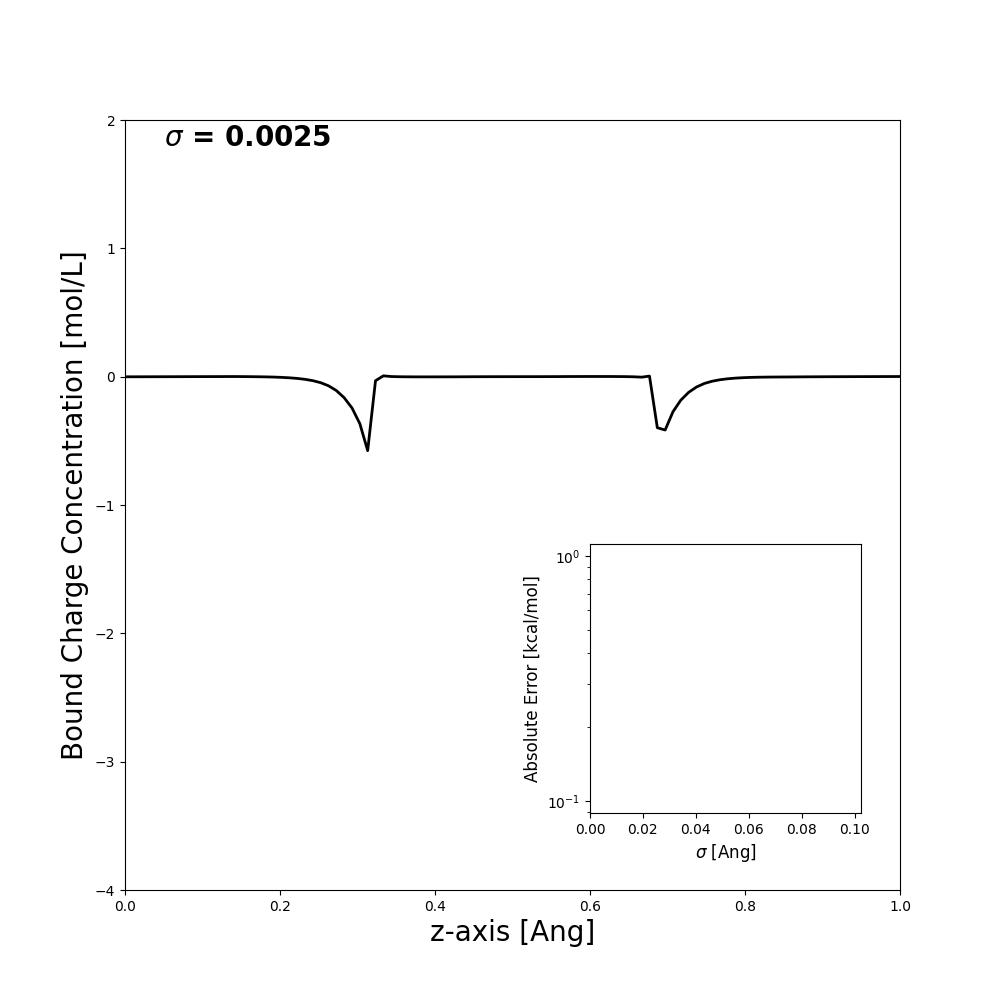 σ = 0.0025
Bound Charge Concentration [mol/L]
2
1
0
−1
−2
−3
−4
0.0 0.2 0.4 0.6 0.8 1.0
z-axis [Ang]
Absolute Error [kcal/mol]
10⁰
10⁻¹
0.00 0.02 0.04 0.06 0.08 0.10
σ [Ang]